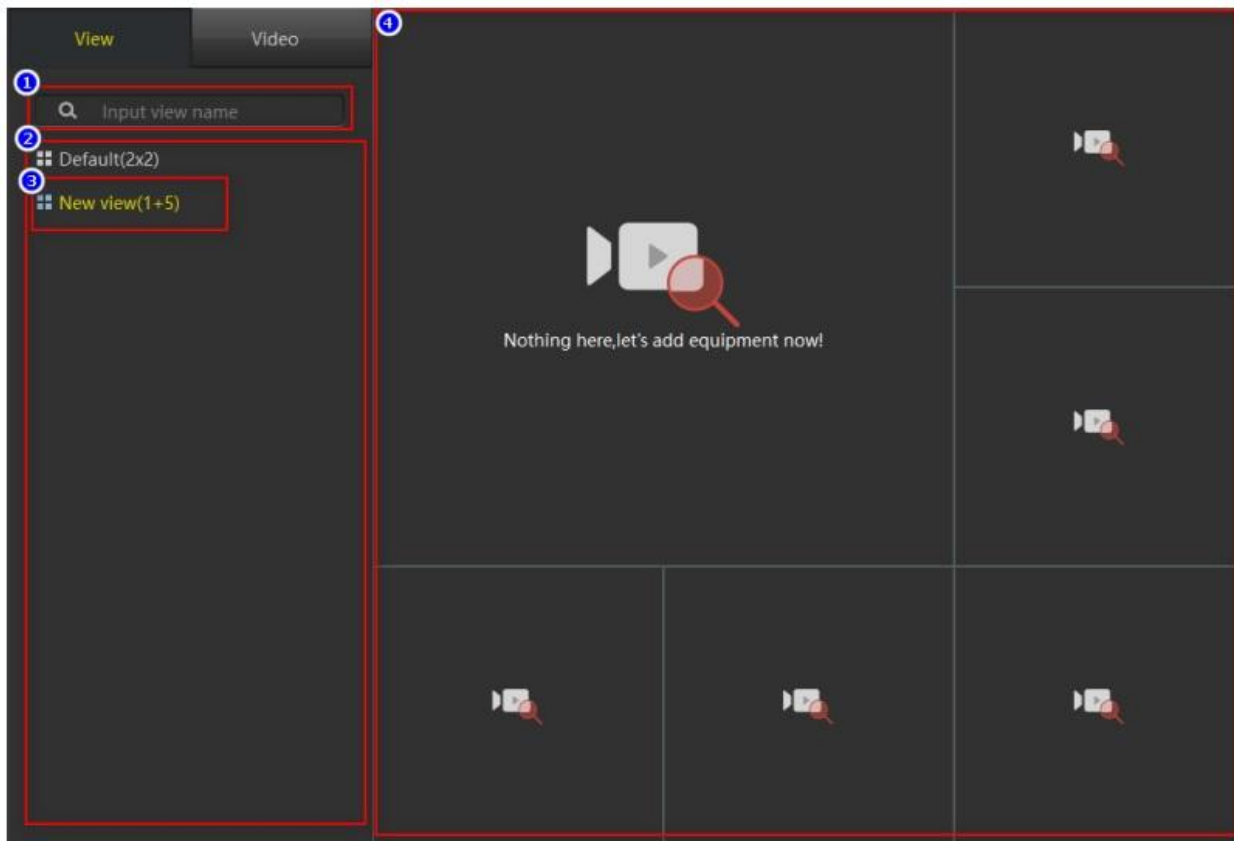 View
Video
4
1
Input view name
2
Default(2x2)
3
New view(1+5)
Nothing here,let's add equipment now!